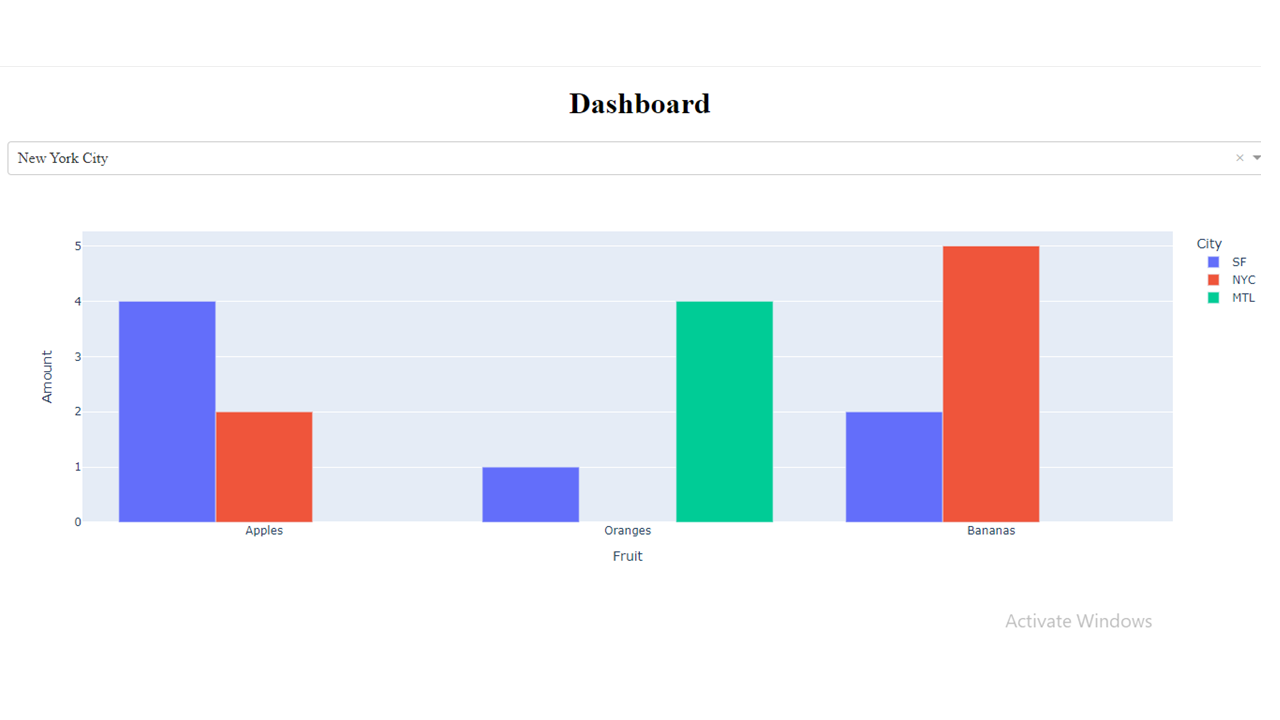 Dashboard
New York City
City
SF
NYC
MTL
Amount
5
4
3
2
1
0
Apples Oranges Bananas
Fruit
Activate Windows